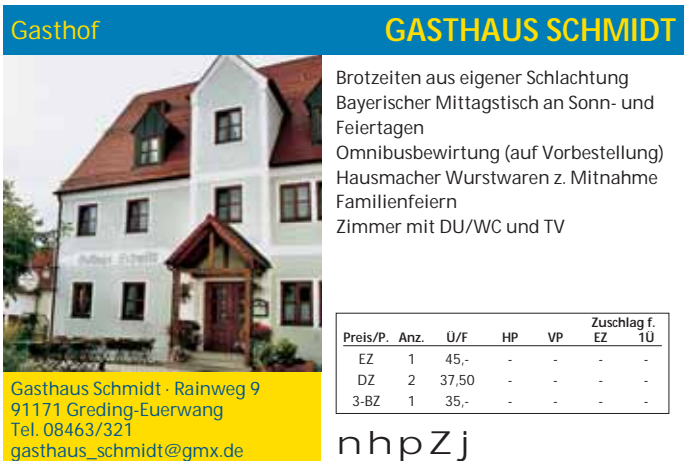 Gasthof
GASTHAUS SCHMIDT
Brotzeiten aus eigener Schlachtung
Bayerischer Mittagstisch an Sonn- und
Feiertagen
Omnibusbewirtung (auf Vorbestellung)
Hausmacher Wurstwaren z. Mitnahme
Familienfeiern
Zimmer mit DU/WC und TV
Gasthaus Schmidt
Zuschlag f.
Preis/P. Anz. Ü/F HP VP EZ 1Ü
EZ 1 45,- - - - -
DZ 2 37,50 - - - -
3-BZ 1 35,- - - - -
Gasthaus Schmidt · Rainweg 9
91171 Greding-Euerwang
Tel. 08463/321
gasthaus_schmidt@gmx.de
nhpZj